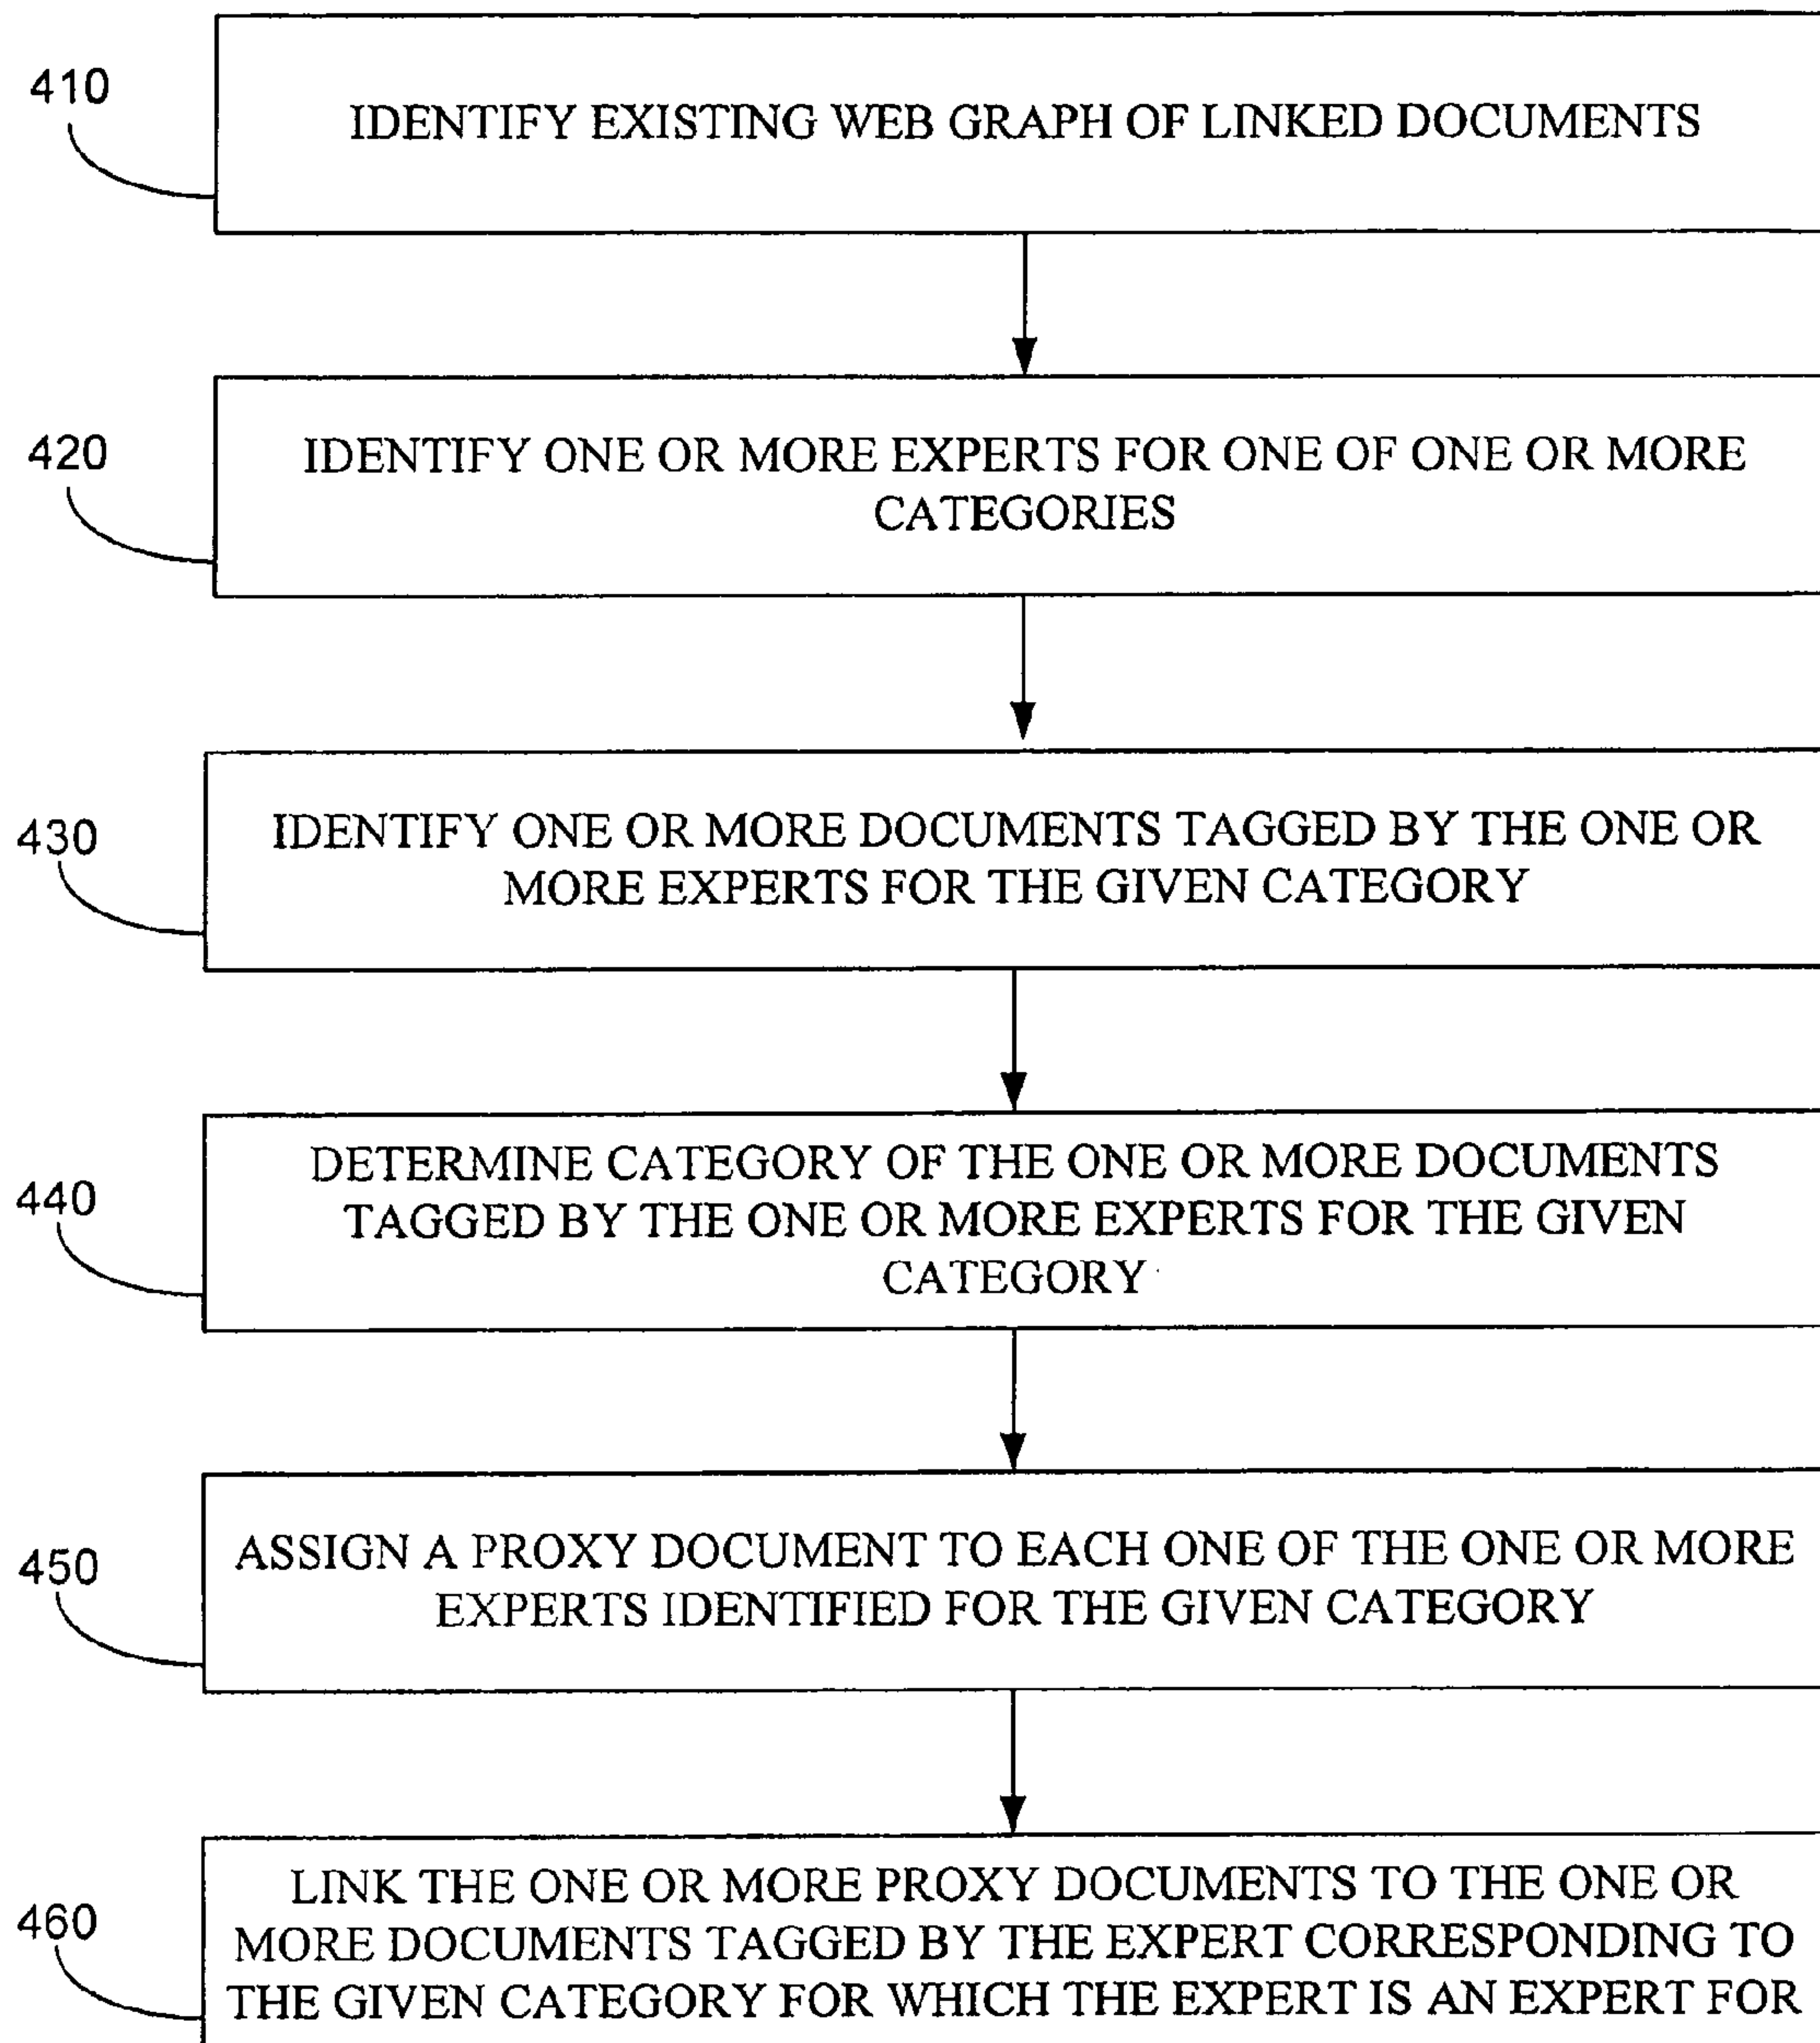 410
IDENTIFY EXISTING WEB GRAPH OF LINKED DOCUMENTS
420
IDENTIFY ONE OR MORE EXPERTS FOR ONE OF ONE OR MORE
CATEGORIES
430
IDENTIFY ONE OR MORE DOCUMENTS TAGGED BY THE ONE OR
MORE EXPERTS FOR THE GIVEN CATEGORY
440
DETERMINE CATEGORY OF THE ONE OR MORE DOCUMENTS
TAGGED BY THE ONE OR MORE EXPERTS FOR THE GIVEN
CATEGORY
450
ASSIGN A PROXY DOCUMENT TO EACH ONE OF THE ONE OR MORE
EXPERTS IDENTIFIED FOR THE GIVEN CATEGORY
460
LINK THE ONE OR MORE PROXY DOCUMENTS TO THE ONE OR
MORE DOCUMENTS TAGGED BY THE EXPERT CORRESPONDING TO
THE GIVEN CATEGORY FOR WHICH THE EXPERT IS AN EXPERT FOR